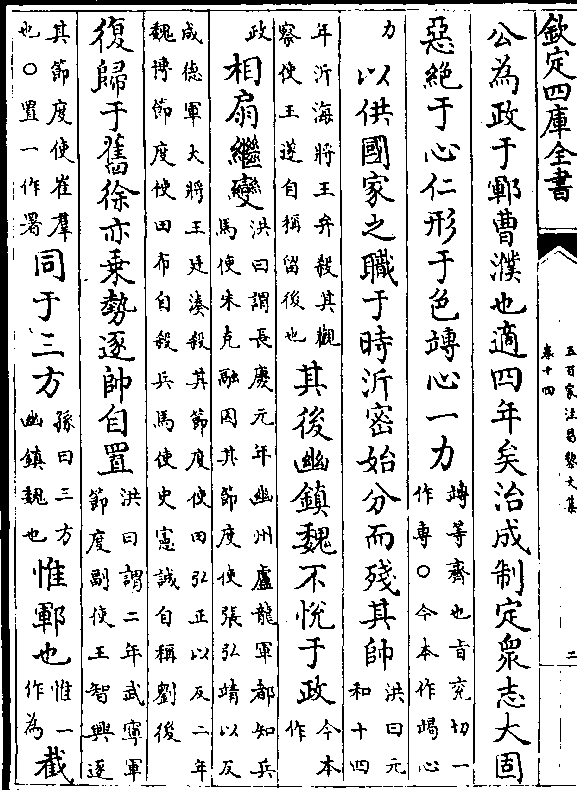 欽定四庫全書
五百家注昌黎文集
卷十四
二
公為政于鄆曹濮也適四年矣治成制定衆志大固
惡絶于心仁形于色竱心一力竱等齊也旨兖切一作專○今本作竭心
力以供國家之職于時沂密始分而殘其帥洪曰元和十四
年沂海將王弁殺其觀察使王遂自稱留後也其後幽鎮魏不悅于政今本作
政相扇繼變洪曰謂長慶元年幽州盧龍軍都知兵馬使朱克融囚其節度使張弘靖以反
成德軍大將王廷湊殺其節度使田弘正以反二年魏博節度使田布自殺兵馬使史憲誠自稱劉後
復歸于舊徐亦乗勢逐帥自置洪曰謂二年武寧軍節度副使王智興逐
其節度使崔羣也○置一作署同于三方孫曰三方幽鎮魏也惟鄆也惟一作為截